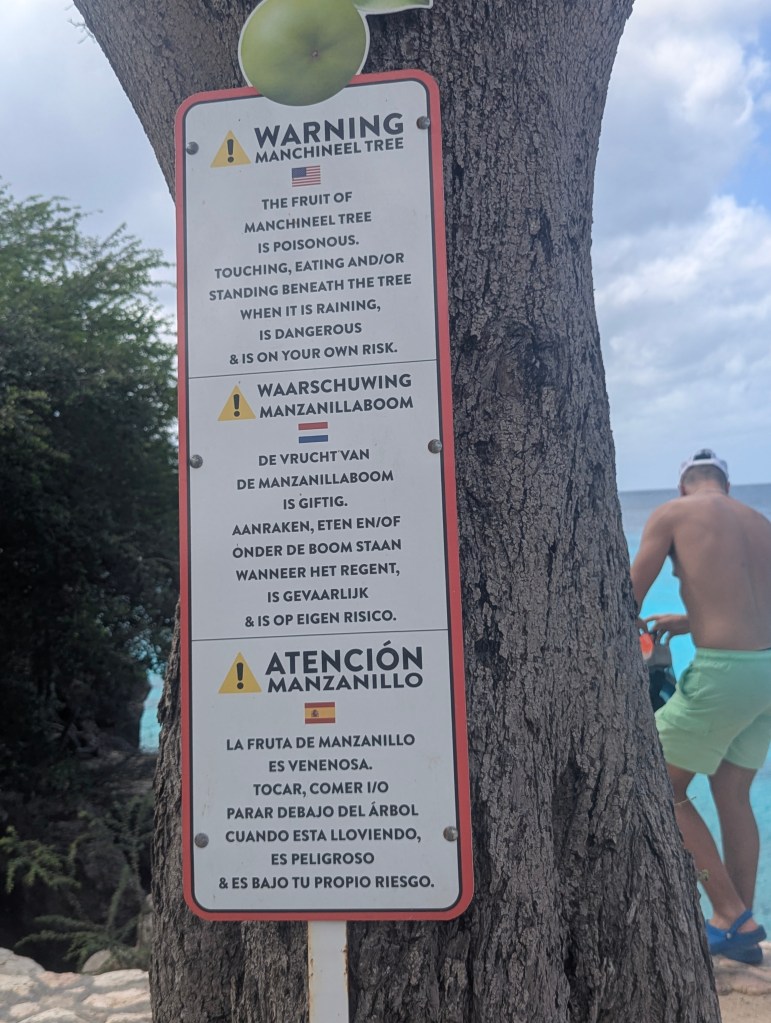 WARNING
MANCHINEEL TREE
THE FRUIT OF
MANCHINEEL TREE
IS POISONOUS.
TOUCHING, EATING AND/OR
STANDING BENEATH THE TREE
WHEN IT IS RAINING,
IS DANGEROUS
& IS ON YOUR OWN RISK.
WAARSCHUWING
MANZANILLABOOM
DE VRUCHT VAN
DE MANZANILLABOOM
IS GIFTIG.
AANRAKEN, ETEN EN/OF
ONDER DE BOOM STAAN
WANNEER HET REGENT,
IS GEVAARLIJK
& IS OP EIGEN RISICO.
ATENCIÓN
MANZANILLO
LA FRUTA DE MANZANILLO
ES VENENOSA.
TOCAR, COMER I/O
PARAR DEBAJO DEL ÁRBOL
CUANDO ESTA LLOVIENDO,
ES PELIGROSO
& ES BAJO TU PROPIO RIESGO.